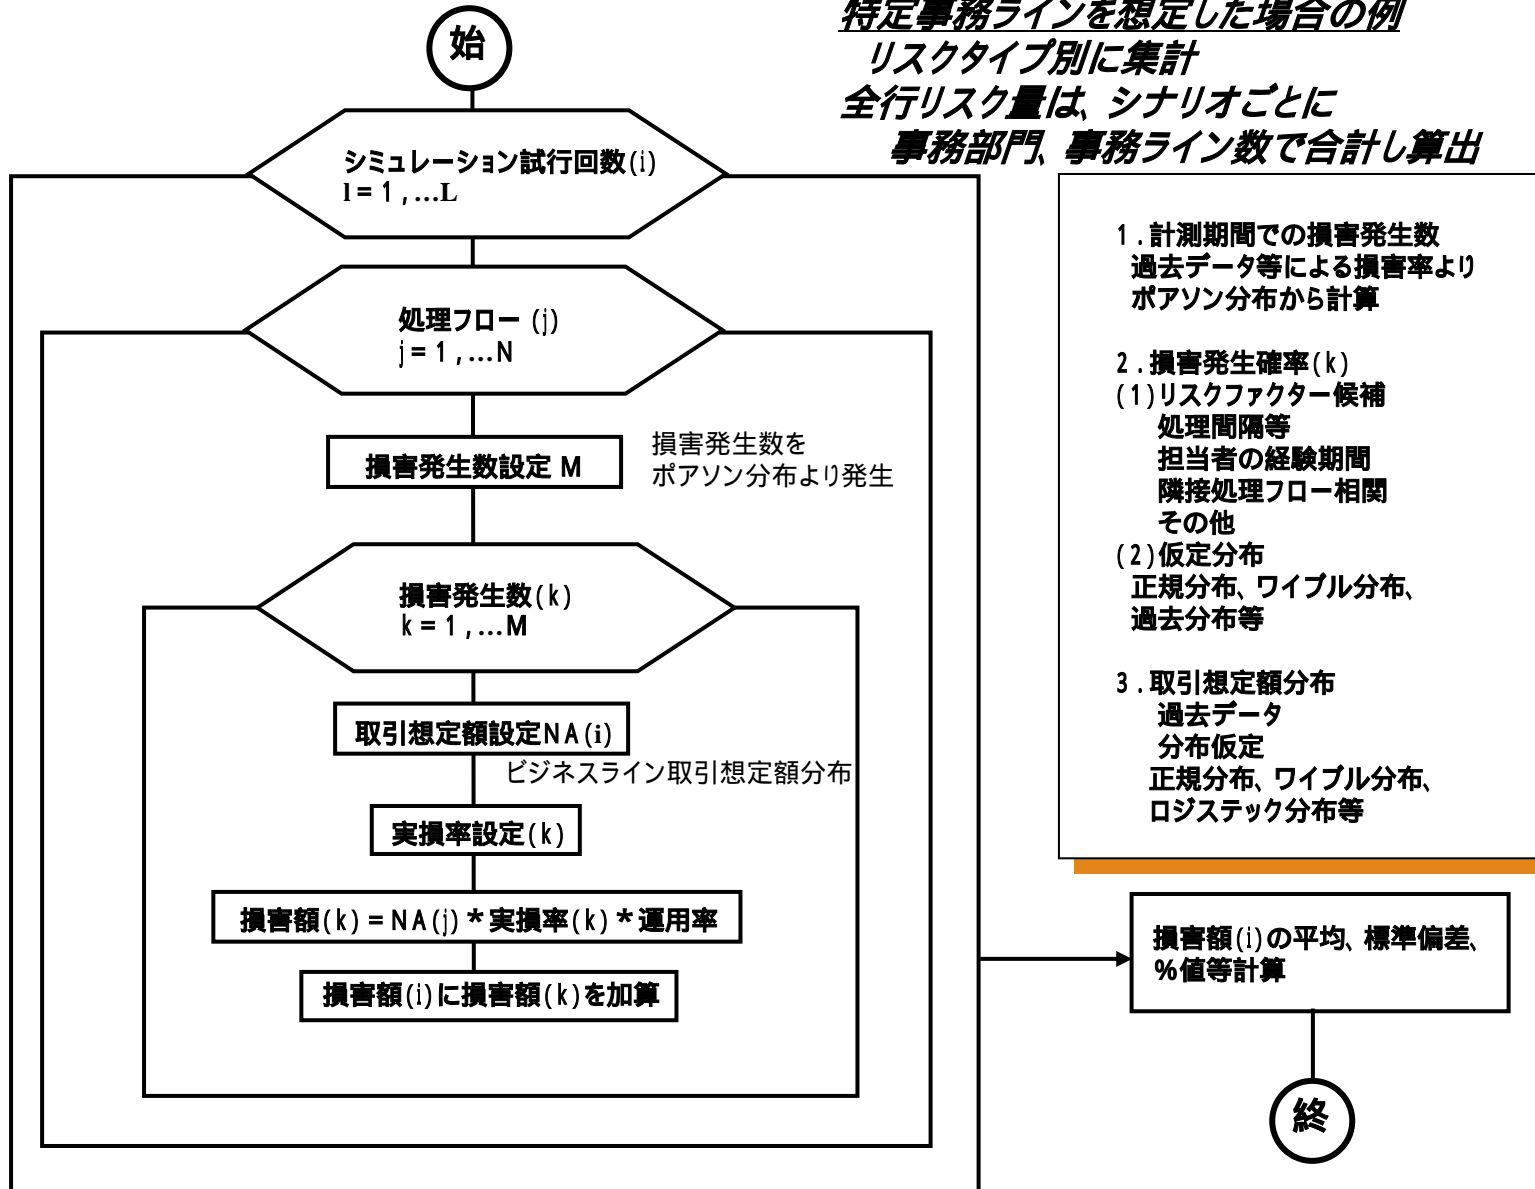 特定事務ラインを想定した場合の例
リスクタイプ別に集計
全行リスク量は、シナリオごとに
事務部門、事務ライン数で合計し算出
始
シミュレーション試行回数(i)
l = 1 , …L
処理フロー (j)
j = 1 , …N
損害発生数設定 M
損害発生数を
ポアソン分布より発生
損害発生数(k)
k = 1 , …M
取引想定額設定NA(i)
ビジネスライン取引想定額分布
実損率設定(k)
損害額(k) = NA(j) * 実損率(k) * 運用率
損害額(i)に損害額(k)を加算
1 . 計測期間での損害発生数
過去データ等による損害率より
ポアソン分布から計算
2 . 損害発生確率(k)
(1)リスクファクター候補
処理間隔等
担当者の経験期間
隣接処理フロー相関
その他
(2)仮定分布
正規分布、ワイブル分布、
過去分布等
3 . 取引想定額分布
過去データ
分布仮定
正規分布、ワイブル分布、
ロジステック分布等
損害額(i)の平均、標準偏差、
%値等計算
終